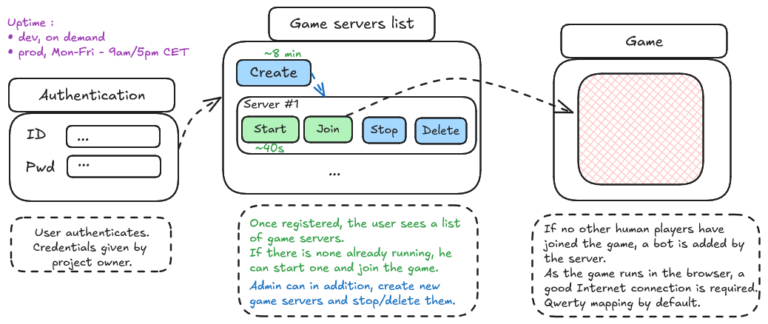 Uptime :
• dev, on demand
• prod, Mon-Fri - 9am/5pm CET
Authentication
ID
...
Pwd
...
User authenticates.
Credentials given by
project owner.
Game servers list
~8 min
Create
Server #1
Start
Join
Stop
Delete
~40s
...
Once registered, the user sees a list
of game servers.
If there is none already running, he
can start one and join the game.
Admin can in addition, create new
game servers and stop/delete them.
Game
If no other human players have
joined the game, a bot is added by
the server.
As the game runs in the browser, a
good Internet connection is required.
Qwerty mapping by default.